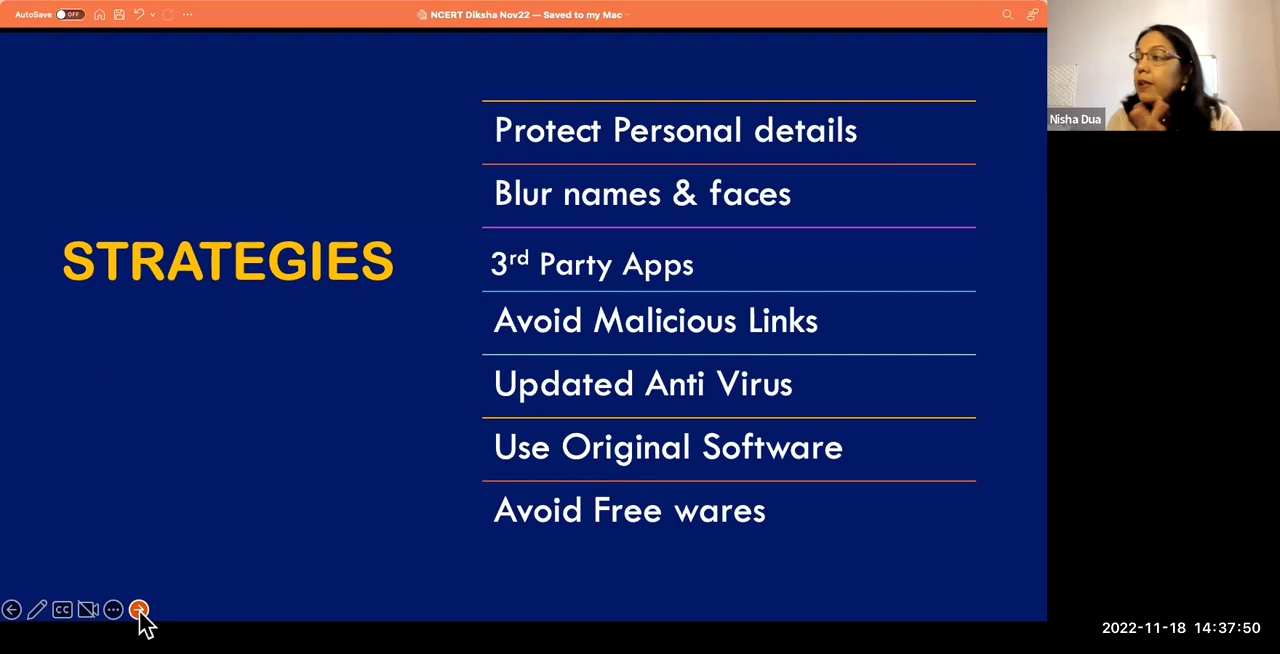 AutoSave OFF
NCERT Diksha Nov22 — Saved to my Mac
Nisha Dua
STRATEGIES
Protect Personal details
Blur names & faces
3rd Party Apps
Avoid Malicious Links
Updated Anti Virus
Use Original Software
Avoid Free wares
CC
2022-11-18 14:37:50